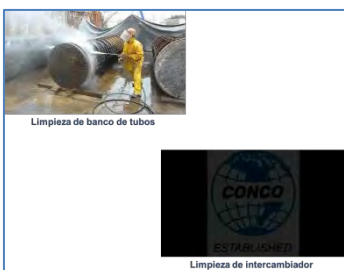 Limpieza de banco de tubos
CONCO
ESTABLISHED
Limpieza de intercambiador